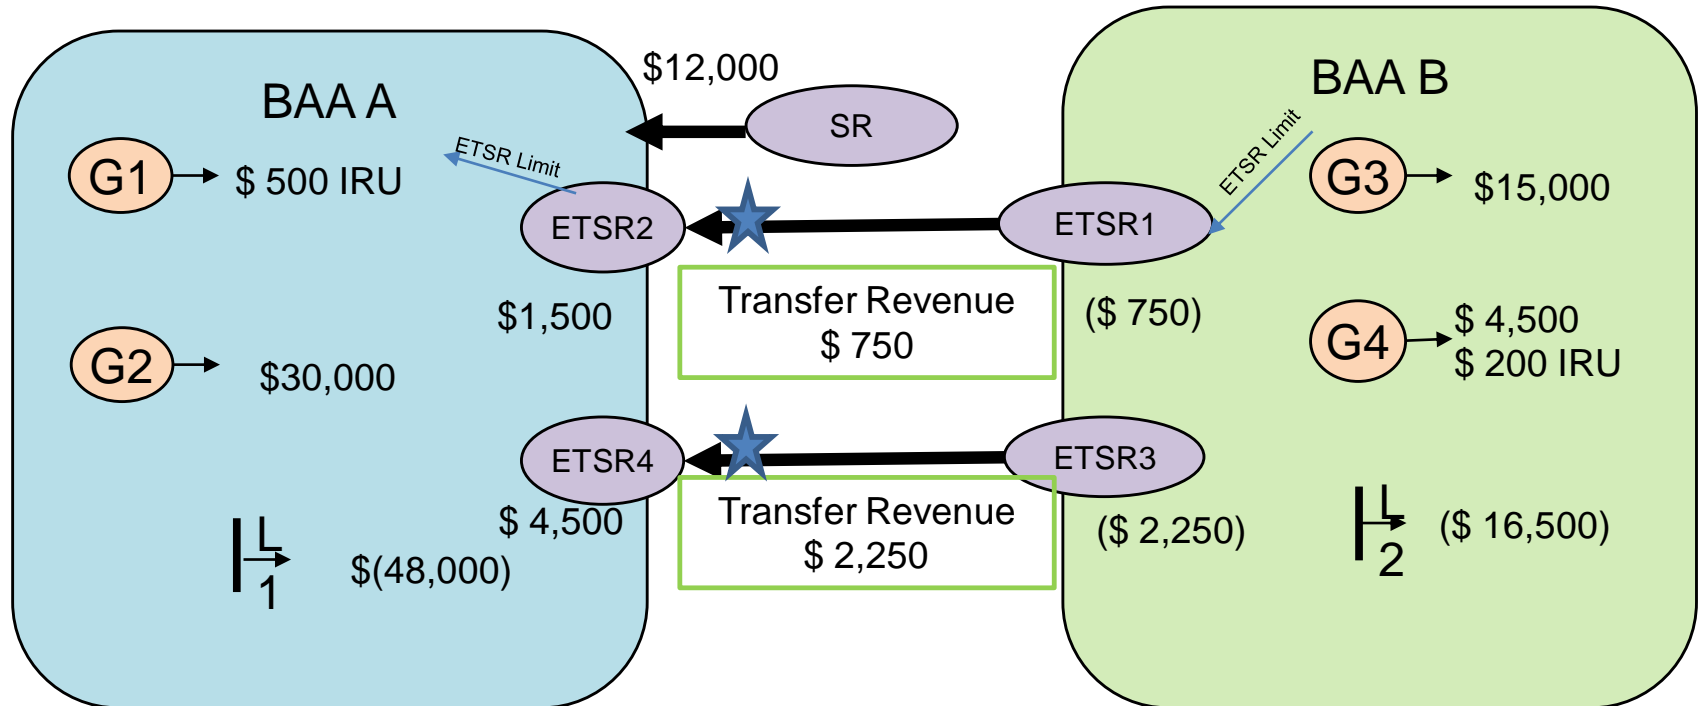 BAA A
G1
$ 500 IRU
G2
$30,000
L
1
$(48,000)
$12,000
SR
ETSR Limit
ETSR2
$1,500
ETSR4
$ 4,500
Transfer Revenue
$ 750
Transfer Revenue
$ 2,250
ETSR1
($ 750)
ETSR3
($ 2,250)
BAA B
ETSR Limit
G3
$15,000
G4
$ 4,500
$ 200 IRU
L
2
($ 16,500)